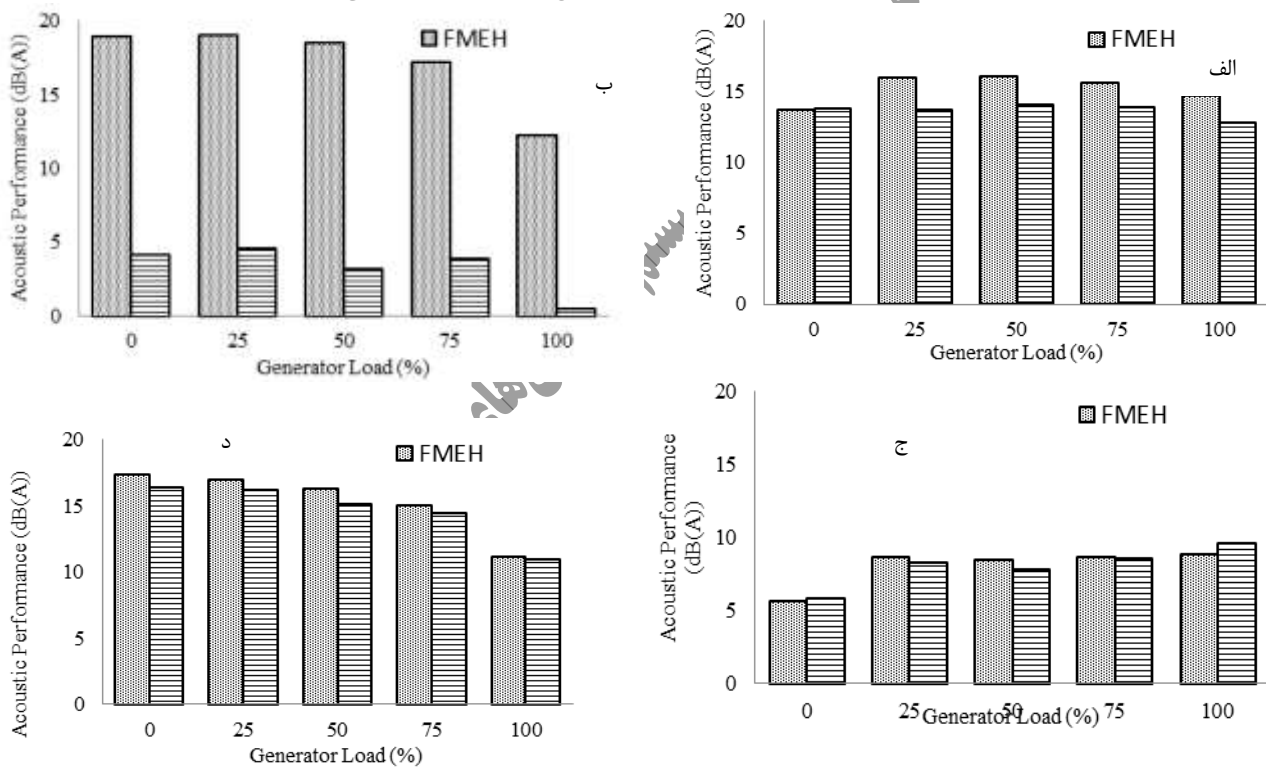 20
15
10
5
0
Acoustic Performance (dB(A))
FMEH
ب
0 25 50 75 100
Generator Load (%)
20
15
10
5
0
Acoustic Performance (dB(A))
FMEH
الف
0 25 50 75 100
Generator Load (%)
20
15
10
5
0
Acoustic Performance (dB(A))
FMEH
د
0 25 50 75 100
Generator Load (%)
20
15
10
5
0
Acoustic Performance
(dB(A))
FMEH
ج
0 25 50 75 100
Generator Load (%)